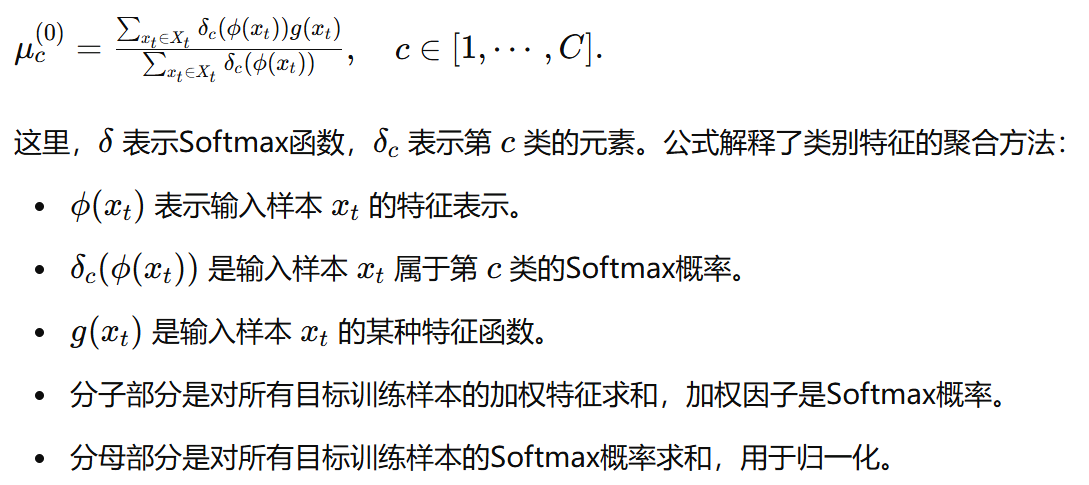 $\mu_c^{(0)} = \frac{\sum_{x_t \in X_t} \delta_c(\phi(x_t)) g(x_t)}{\sum_{x_t \in X_t} \delta_c(\phi(x_t))}, \quad c \in [1, \cdots, C].$
这里，$\delta$ 表示Softmax函数，$\delta_c$ 表示第 $c$ 类的元素。公式解释了类别特征的聚合方法：
• $\phi(x_t)$ 表示输入样本 $x_t$ 的特征表示。
• $\delta_c(\phi(x_t))$ 是输入样本 $x_t$ 属于第 $c$ 类的Softmax概率。
• $g(x_t)$ 是输入样本 $x_t$ 的某种特征函数。
• 分子部分是对所有目标训练样本的加权特征求和，加权因子是Softmax概率。
• 分母部分是对所有目标训练样本的Softmax概率求和，用于归一化。